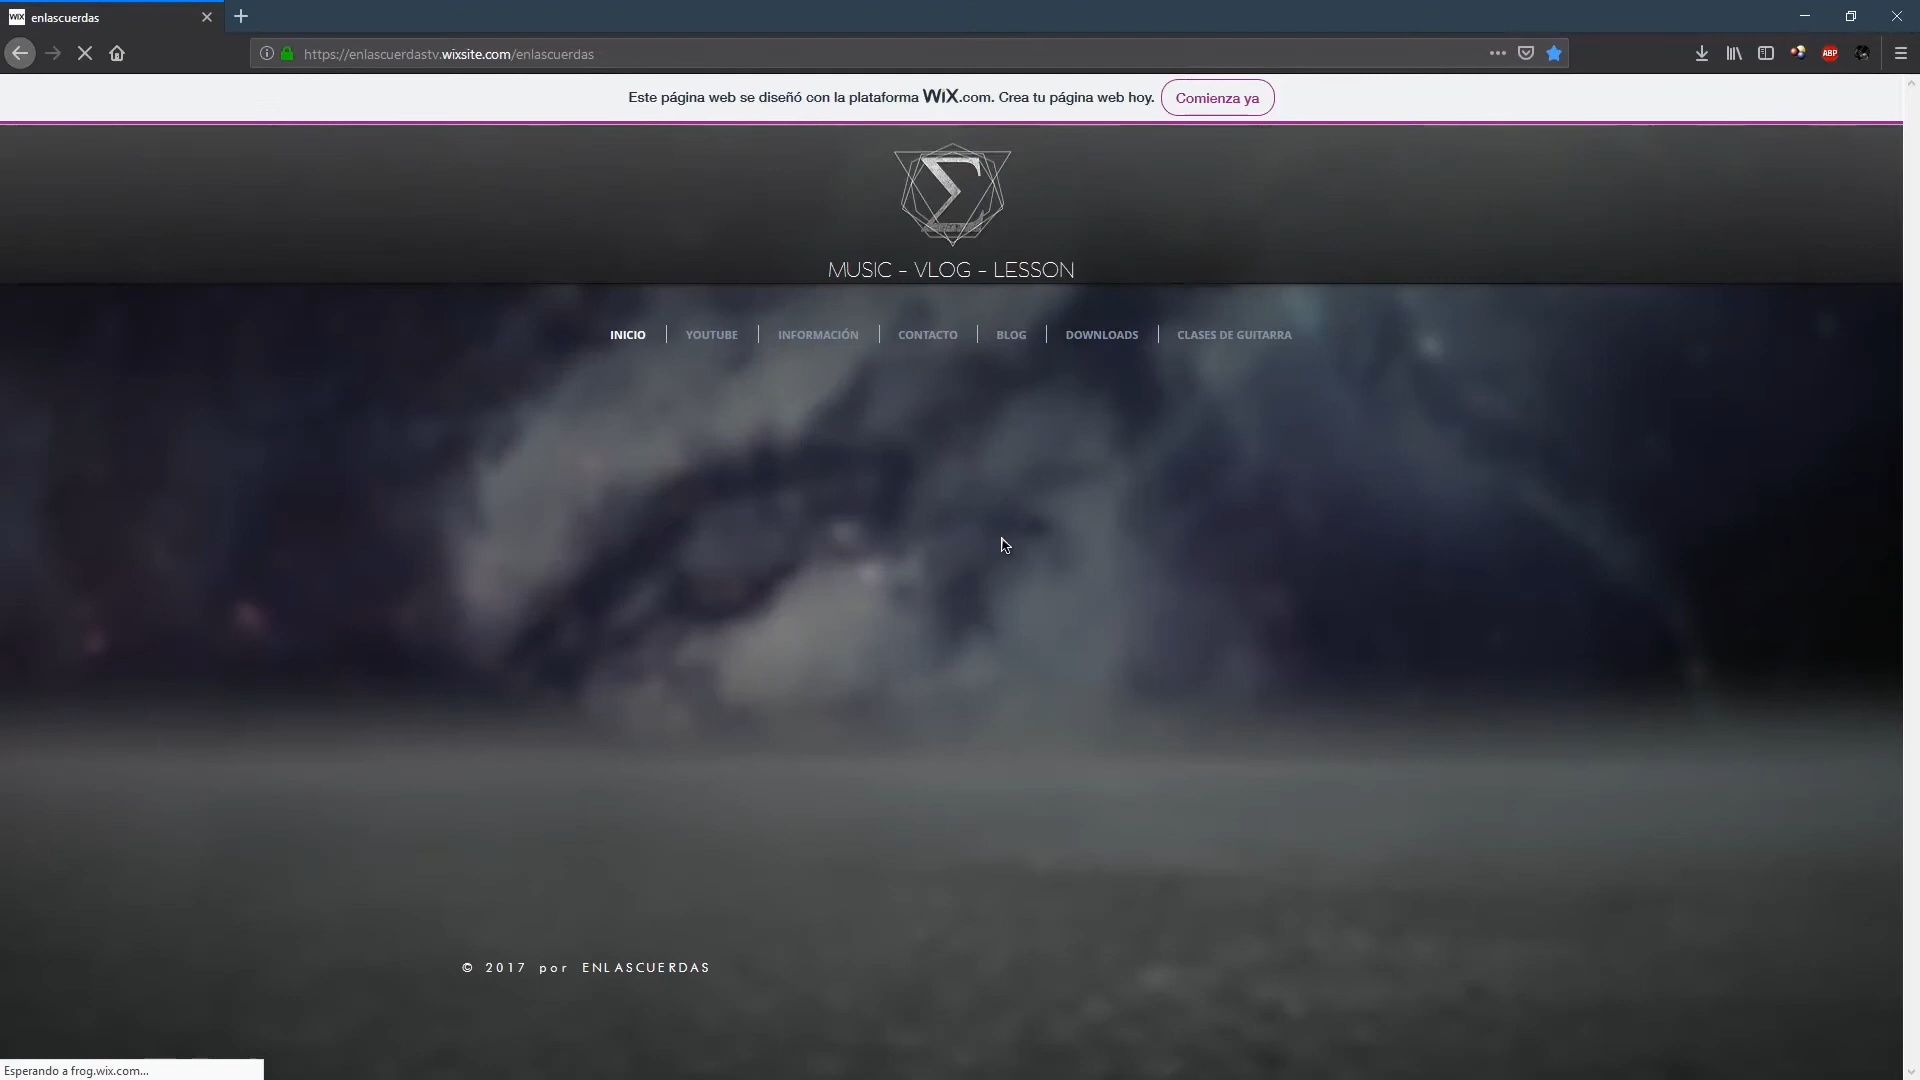 WiX enlascuerdas
https://enlascuerdastv.wixsite.com/enlascuerdas
ABP
Este página web se diseñó con la plataforma WiX.com. Crea tu página web hoy. Comienza ya
MUSIC - VLOG - LESSON
INICIO YOUTUBE INFORMACIÓN CONTACTO BLOG DOWNLOADS CLASES DE GUITARRA
© 2017 por ENLASCUERDAS
Esperando a frog.wix.com...